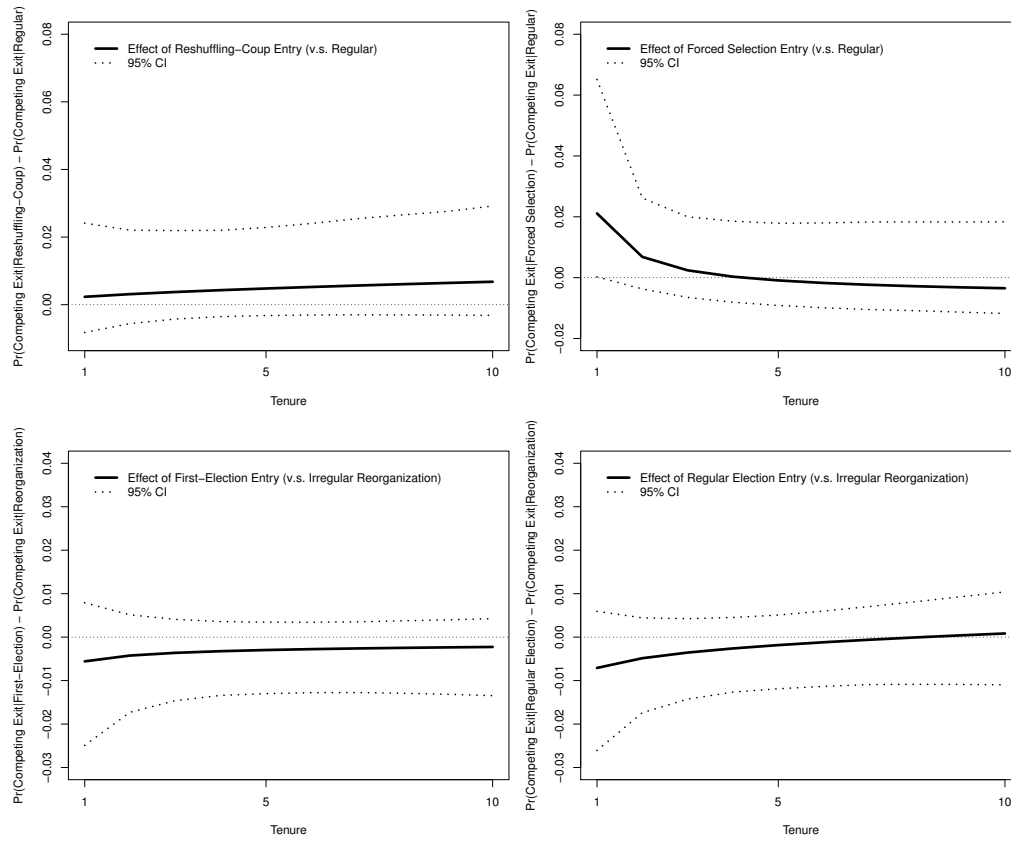 Pr(Competing Exit|Reshuffling−Coup) − Pr(Competing Exit|Regular)
0.08
0.06
0.04
0.02
0.00
Effect of Reshuffling−Coup Entry (v.s. Regular)
95% CI
1
5
10
Tenure
Pr(Competing Exit|Forced Selection) − Pr(Competing Exit|Regular)
0.08
0.06
0.04
0.02
0.00
−0.02
Effect of Forced Selection Entry (v.s. Regular)
95% CI
1
5
10
Tenure
Pr(Competing Exit|First−Election) − Pr(Competing Exit|Reorganization)
0.04
0.03
0.02
0.01
0.00
−0.01
−0.02
−0.03
Effect of First−Election Entry (v.s. Irregular Reorganization)
95% CI
1
5
10
Tenure
Pr(Competing Exit|Regular Election) − Pr(Competing Exit|Reorganization)
0.04
0.03
0.02
0.01
0.00
−0.01
−0.02
−0.03
Effect of Regular Election Entry (v.s. Irregular Reorganization)
95% CI
1
5
10
Tenure